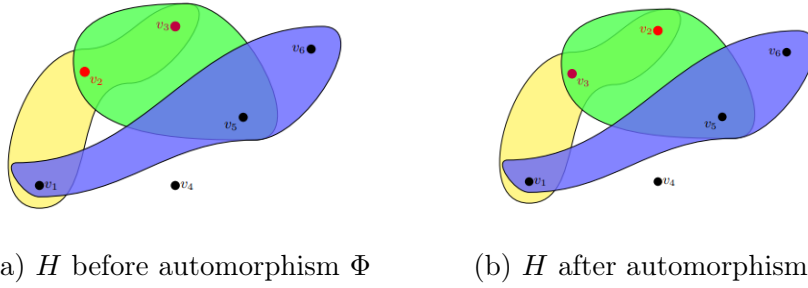 v₃ v₂
v₆ v₆
v₂ v₃
v₅ v₅
v₁ v₄ v₁ v₄
a) H before automorphism Φ (b) H after automorphism